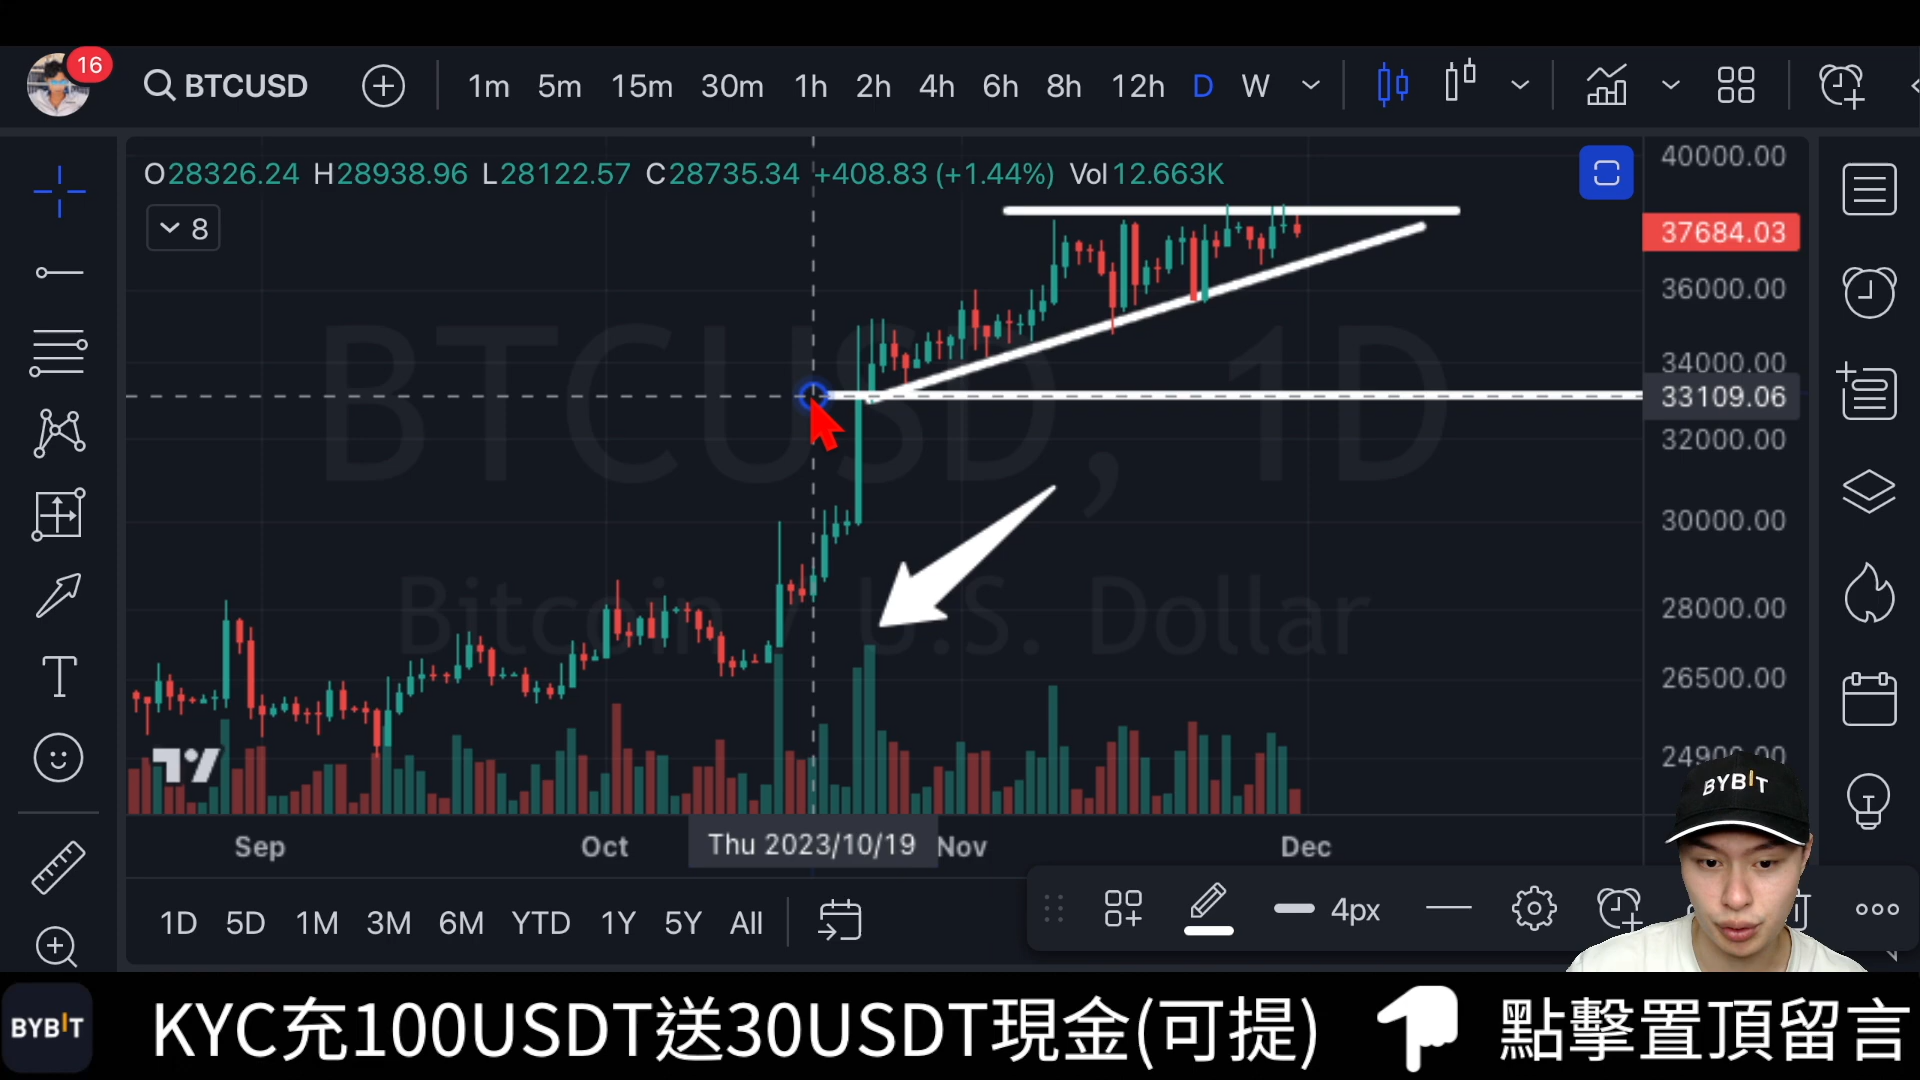 16
BTCUSD 1m 5m 15m 30m 1h 2h 4h 6h 8h 12h D W
O28326.24 H28938.96 L28122.57 C28735.34 +408.83 (+1.44%) Vol12.663K
8
BTCUSD, 1D
Bitcoin / U.S. Dollar
40000.00
37684.03
36000.00
34000.00
33109.06
32000.00
30000.00
28000.00
26500.00
24900.00
Sep Oct Thu 2023/10/19 Nov Dec
T
1D 5D 1M 3M 6M YTD 1Y 5Y All
4px
BYBIT
BYBIT KYC充100USDT送30USDT現金(可提) 點擊置頂留言